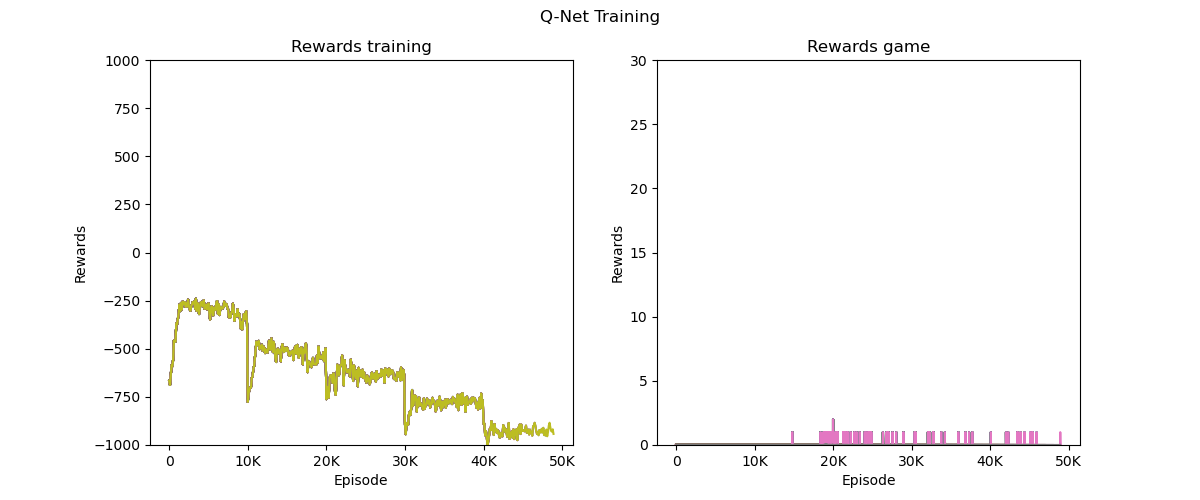 Q-Net Training
Rewards training
1000
750
500
250
0
−250
−500
−750
−1000
Rewards
0
10K
20K
30K
40K
50K
Episode
Rewards game
30
25
20
15
10
5
0
Rewards
0
10K
20K
30K
40K
50K
Episode